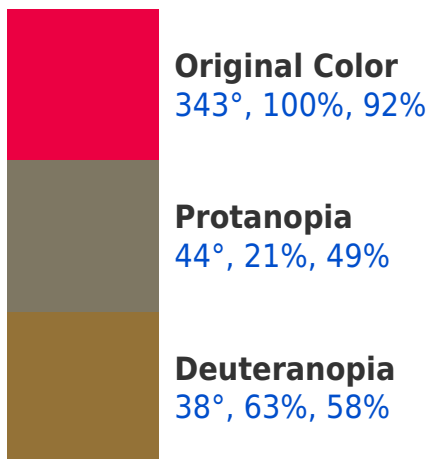 Original Color
343°, 100%, 92%
Protanopia
44°, 21%, 49%
Deuteranopia
38°, 63%, 58%